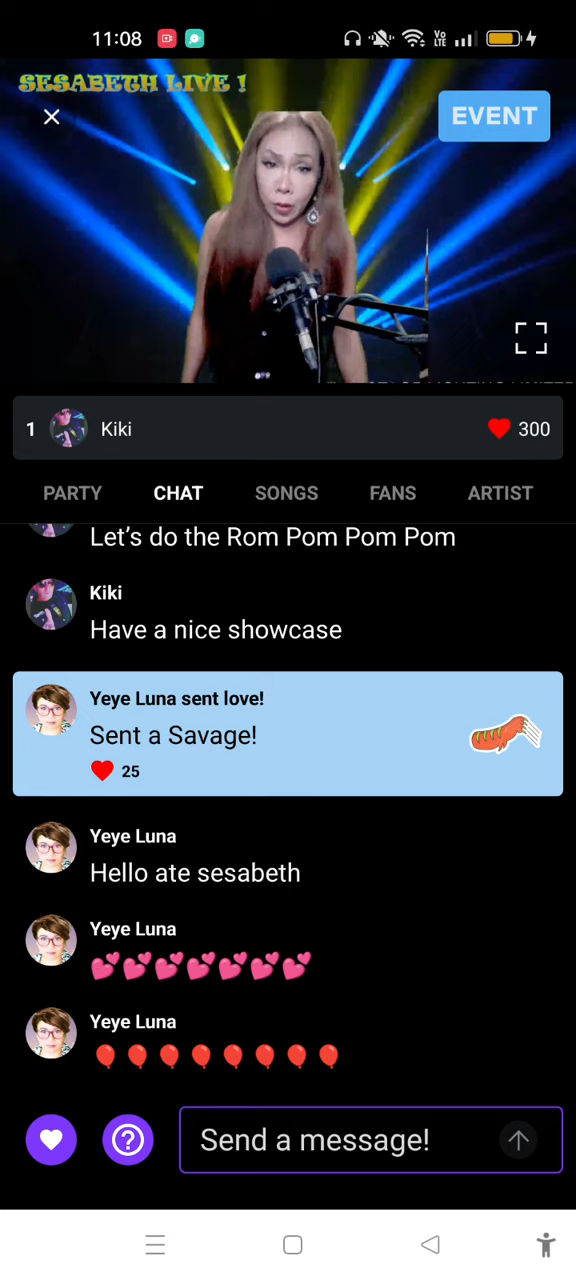 11:08
VO
LTE
SESABETH LIVE !
EVENT
1 Kiki 300
PARTY CHAT SONGS FANS ARTIST
Let’s do the Rom Pom Pom Pom
Kiki
Have a nice showcase
Yeye Luna sent love!
Sent a Savage!
25
Yeye Luna
Hello ate sesabeth
Yeye Luna
💕💕💕💕💕💕💕
Yeye Luna
🎈🎈🎈🎈🎈🎈🎈🎈
Send a message!